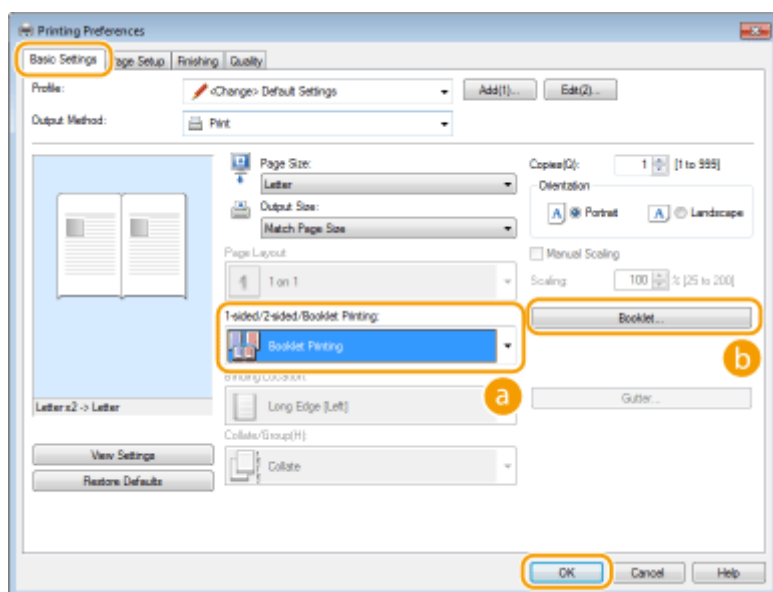 Printing Preferences
Basic Settings Page Setup Finishing Quality
Profile: <Change> Default Settings Add(1)... Edit(2)...
Output Method: Print
Page Size:
Letter
Output Size:
Match Page Size
Page Layout
1 on 1
1-sided/2-sided/Booklet Printing:
Booklet Printing
a
Binding Location:
Long Edge [Left]
Collate/Group(H):
Collate
Copies(Q): 1 [1 to 999]
Orientation
A Portrait A Landscape
Manual Scaling
Scaling: 100 % [25 to 200]
Booklet...
b
Gutter...
Letter x2 -> Letter
View Settings
Restore Defaults
OK Cancel Help